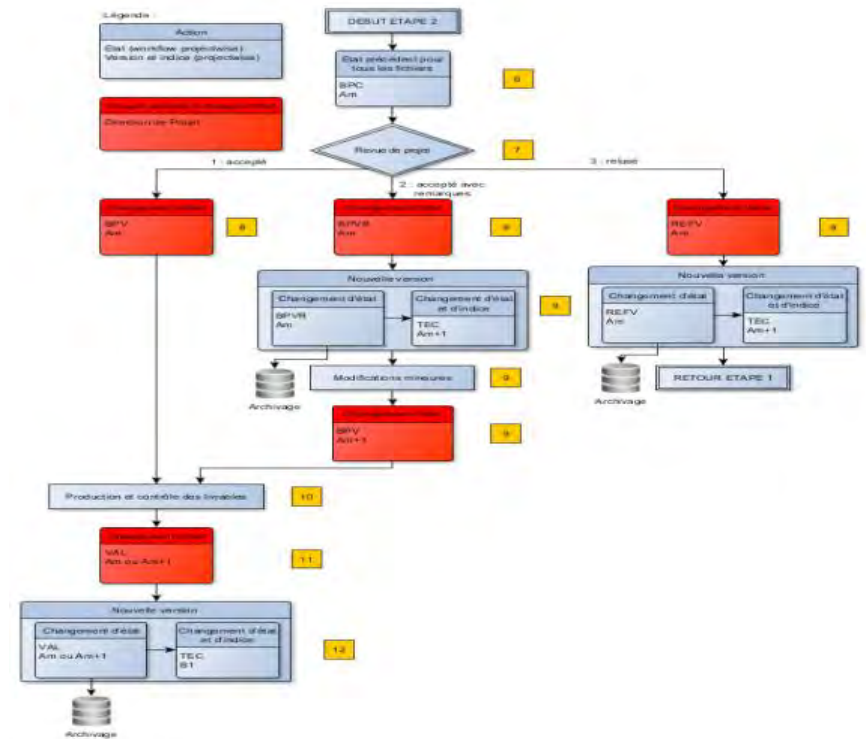 Légende :
Action
Etat (workflow projectwise)
Version et indice (projectwise)
Direction de Projet
DEBUT ETAPE 2
Etat précédent pour
tous les fichiers
BPC
Am
6
Revue de projet
7
1 : accepté
2 : accepté avec
remarques
3 : refusé
BPV
Am
8
BPVR
Am
REFV
Am
Nouvelle version
Changement d'état
BPVR
Am
Changement d'état
et d'indice
TEC
Am+1
9
Nouvelle version
Changement d'état
REFV
Am
Changement d'état
et d'indice
TEC
Am+1
Archivage
Modifications mineures
9
Archivage
RETOUR ETAPE 1
BPV
Am+1
9
Production et contrôle des livrables
10
VAL
Am ou Am+1
11
Nouvelle version
Changement d'état
VAL
Am ou Am+1
Changement d'état
et d'indice
TEC
B1
12
Archivage